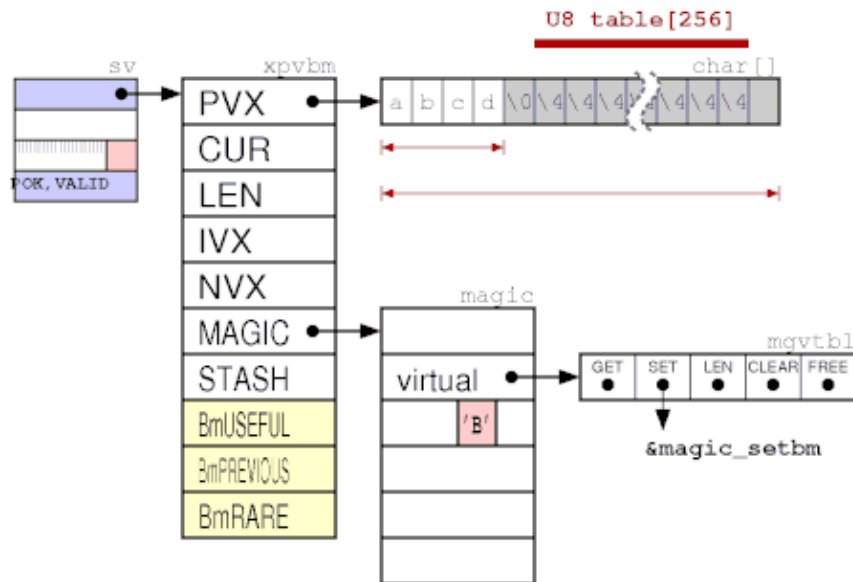 U8 table[256]
sv
xpvbm
char[]
PVX
a b c d \0 \4 \4 \4 \4 \4 \4
CUR
POK,VALID
LEN
IVX
NVX
magic
MAGIC
mgvtbl
STASH
virtual
GET SET LEN CLEAR FREE
BmUSEFUL
'B'
&magic_setbm
BmPREVIOUS
BmRARE